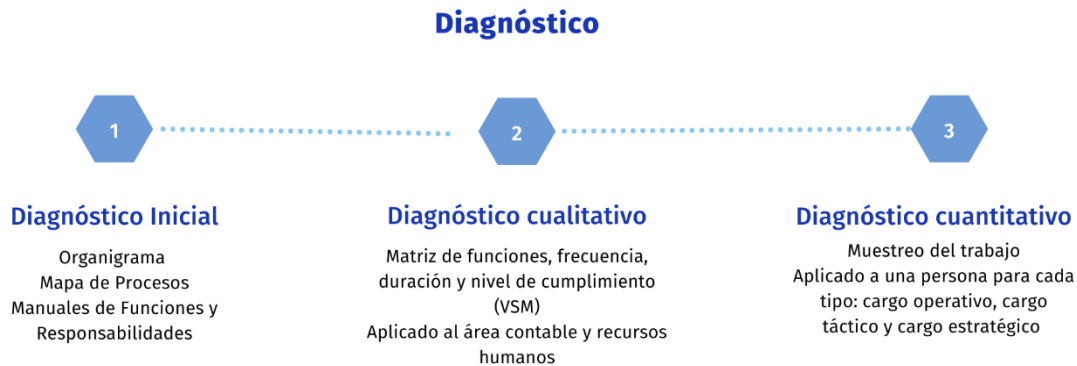 Diagnóstico
1
2
3
Diagnóstico Inicial
Organigrama
Mapa de Procesos
Manuales de Funciones y
Responsabilidades
Diagnóstico cualitativo
Matriz de funciones, frecuencia,
duración y nivel de cumplimiento
(VSM)
Aplicado al área contable y recursos
humanos
Diagnóstico cuantitativo
Muestreo del trabajo
Aplicado a una persona para cada
tipo: cargo operativo, cargo
táctico y cargo estratégico